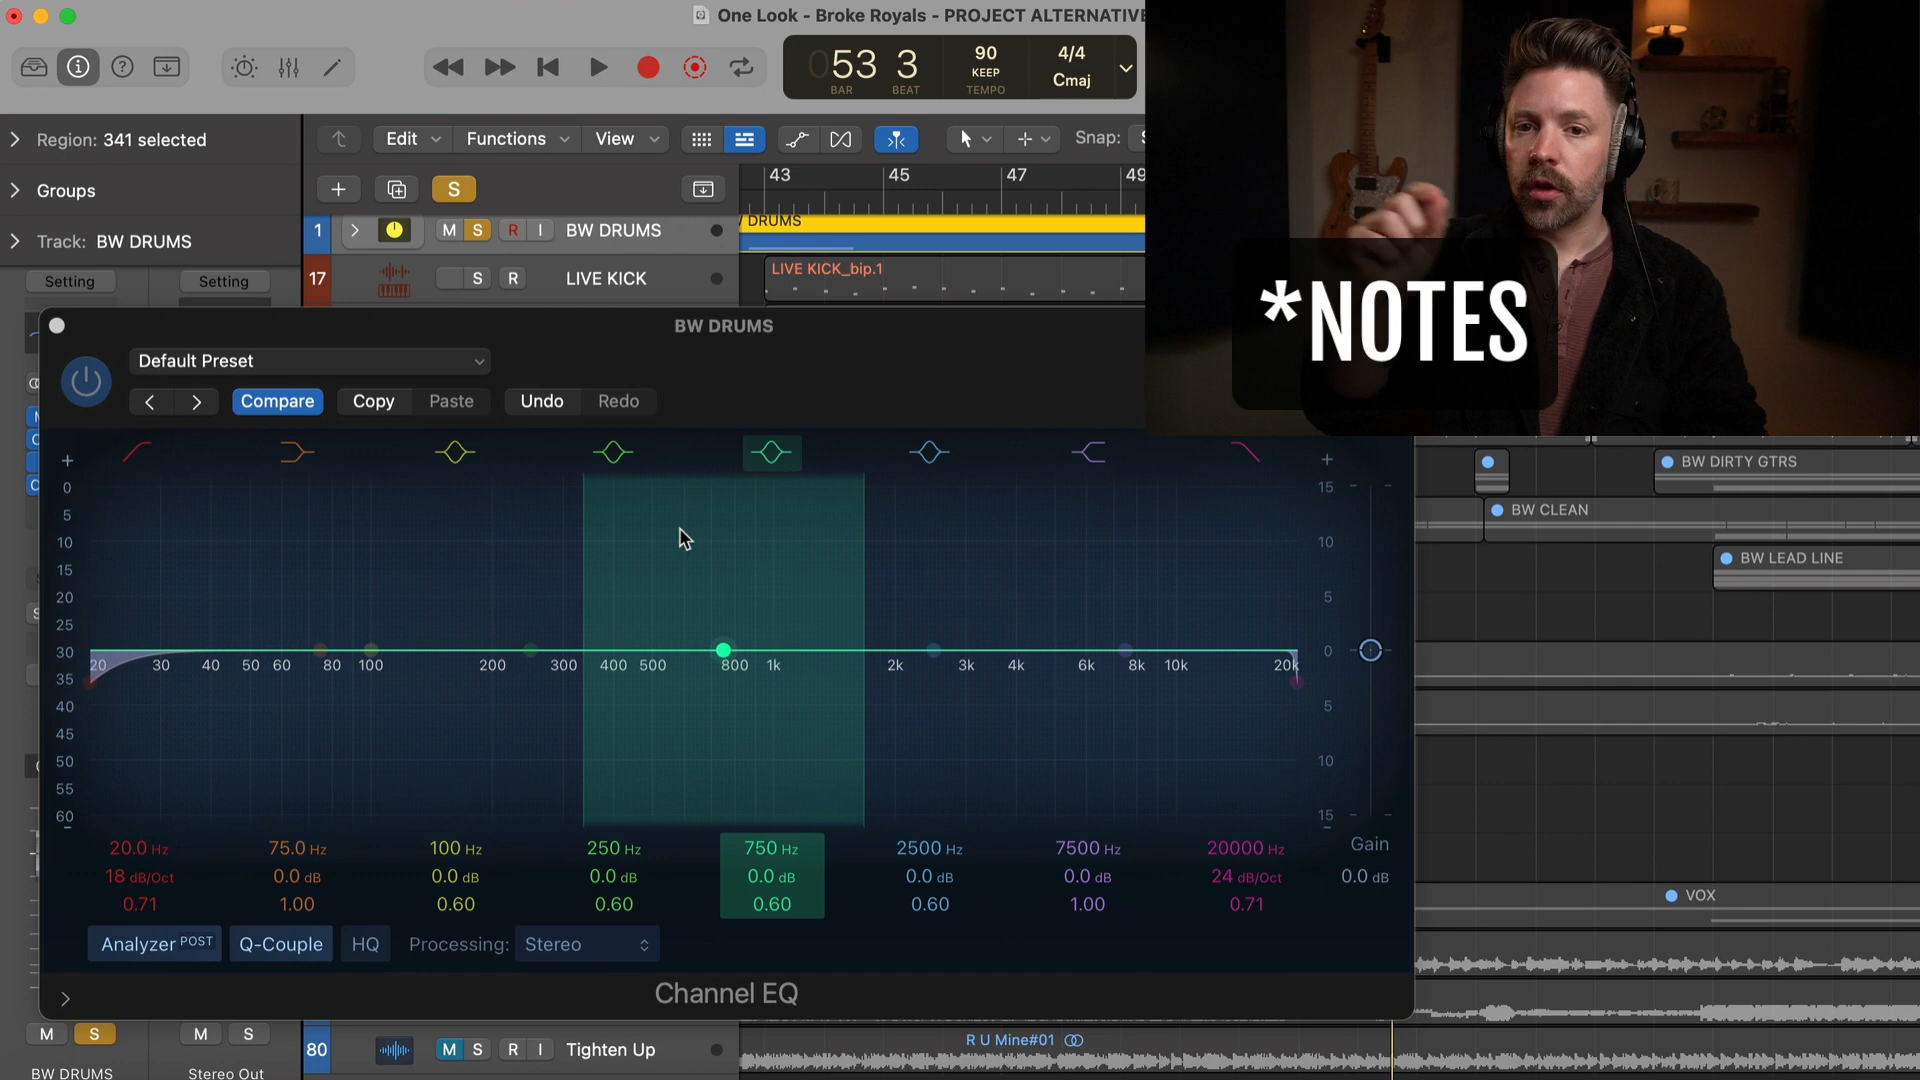 One Look - Broke Royals - PROJECT ALTERNATIVE
053 3
BAR BEAT
90
KEEP
TEMPO
4/4
Cmaj
Region: 341 selected
Groups
Track: BW DRUMS
Edit Functions View
Snap:
S
43 45 47 49
1 M S R I BW DRUMS
DRUMS
17 S R LIVE KICK
LIVE KICK_bip.1
Setting Setting
*NOTES
BW DRUMS
Default Preset
Compare Copy Paste Undo Redo
+ +
0 15
5
10 10
15
20 5
25
30 0
20 30 40 50 60 80 100 200 300 400 500 800 1k 2k 3k 4k 6k 8k 10k 20k
35
40 5
45
50 10
55
60 15
20.0 Hz 75.0 Hz 100 Hz 250 Hz 750 Hz 2500 Hz 7500 Hz 20000 Hz Gain
18 dB/Oct 0.0 dB 0.0 dB 0.0 dB 0.0 dB 0.0 dB 0.0 dB 24 dB/Oct 0.0 dB
0.71 1.00 0.60 0.60 0.60 0.60 1.00 0.71
Analyzer POST Q-Couple HQ Processing: Stereo
Channel EQ
BW DIRTY GTRS
BW CLEAN
BW LEAD LINE
VOX
M S M S
BW DRUMS Stereo Out
80 M S R I Tighten Up
R U Mine#01